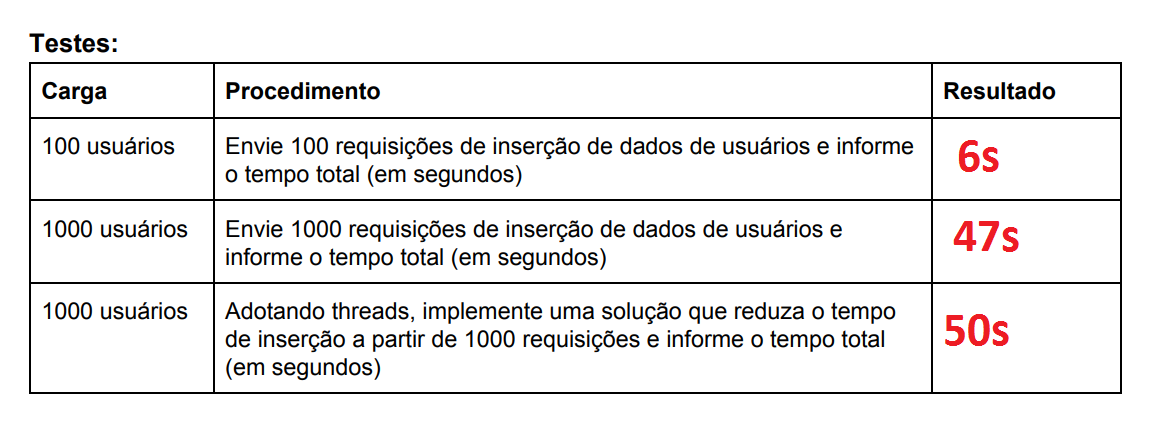 Testes:
Carga
Procedimento
Resultado
100 usuários
Envie 100 requisições de inserção de dados de usuários e informe
o tempo total (em segundos)
6s
1000 usuários
Envie 1000 requisições de inserção de dados de usuários e
informe o tempo total (em segundos)
47s
1000 usuários
Adotando threads, implemente uma solução que reduza o tempo
de inserção a partir de 1000 requisições e informe o tempo total
(em segundos)
50s